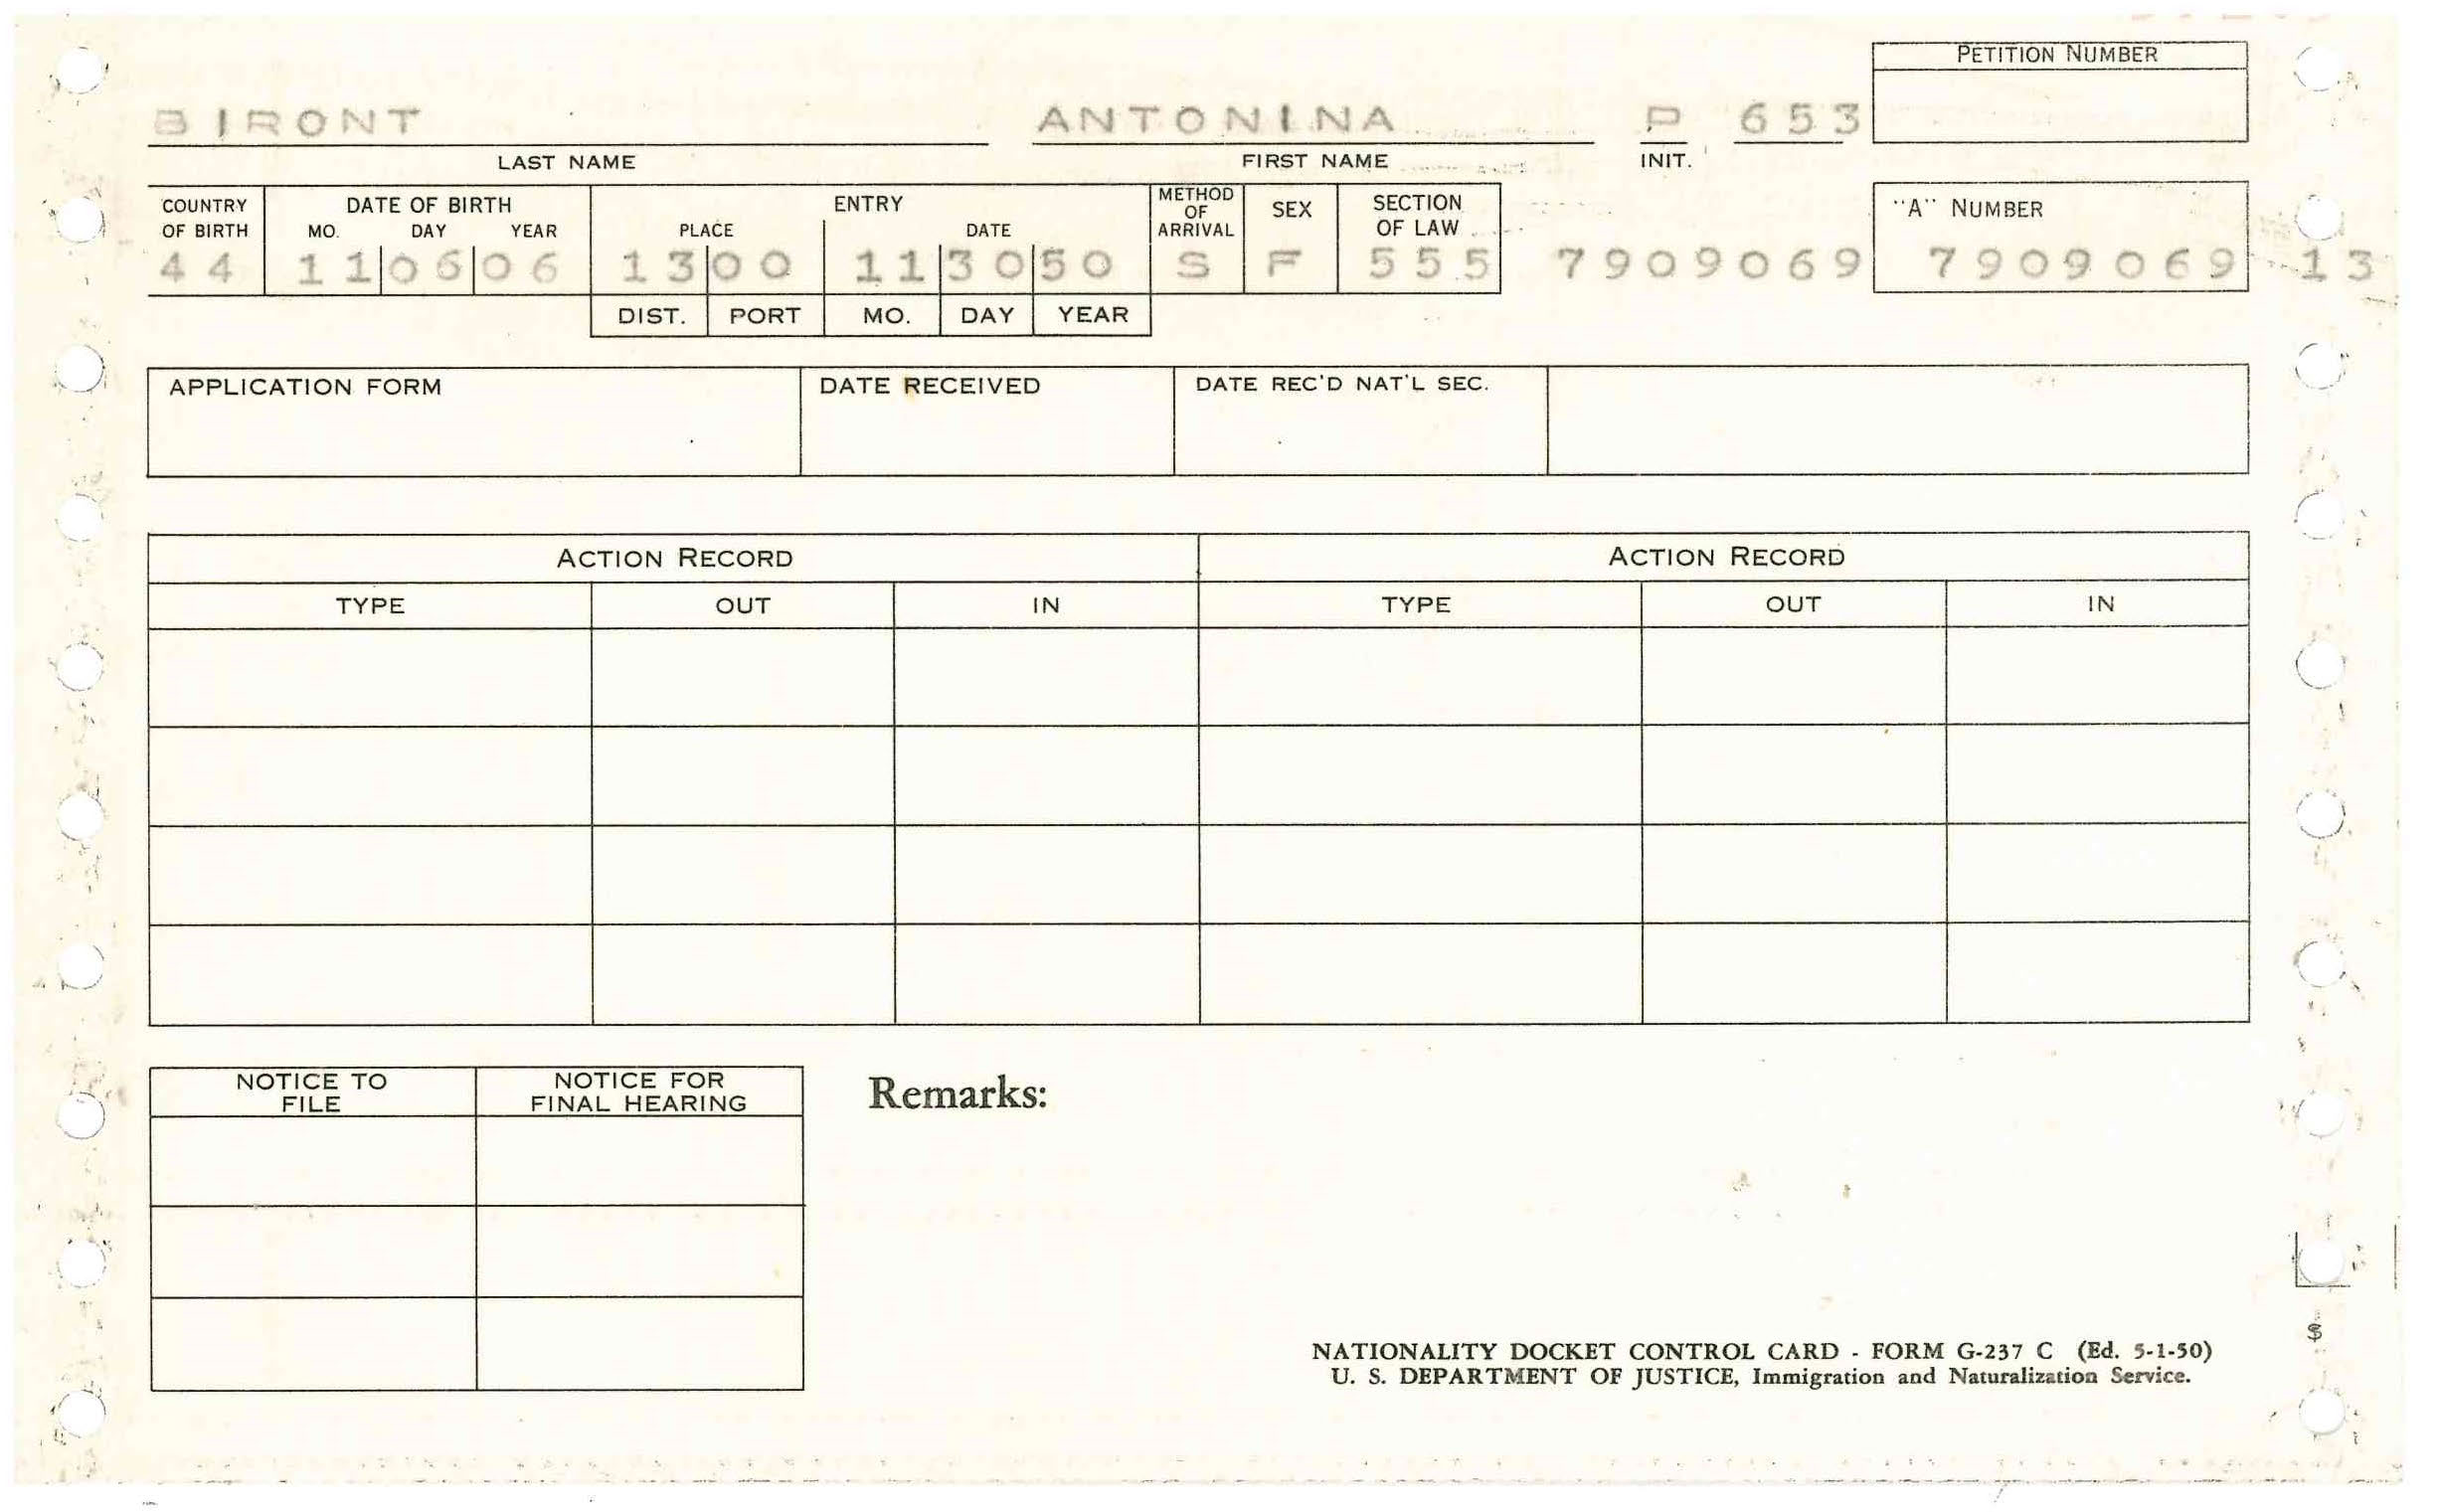 PETITION NUMBER
BIRONT ANTONINA P 653
LAST NAME FIRST NAME INIT.
COUNTRY OF BIRTH DATE OF BIRTH ENTRY METHOD OF ARRIVAL SEX SECTION OF LAW "A" NUMBER
MO. DAY YEAR PLACE DATE
44 11 06 06 13 00 11 30 50 S F 555 7909069 7909069 13
DIST. PORT MO. DAY YEAR
APPLICATION FORM DATE RECEIVED DATE REC'D NAT'L SEC.
ACTION RECORD ACTION RECORD
TYPE OUT IN TYPE OUT IN
NOTICE TO FILE NOTICE FOR FINAL HEARING Remarks:
NATIONALITY DOCKET CONTROL CARD - FORM G-237 C (Ed. 5-1-50)
U. S. DEPARTMENT OF JUSTICE, Immigration and Naturalization Service.